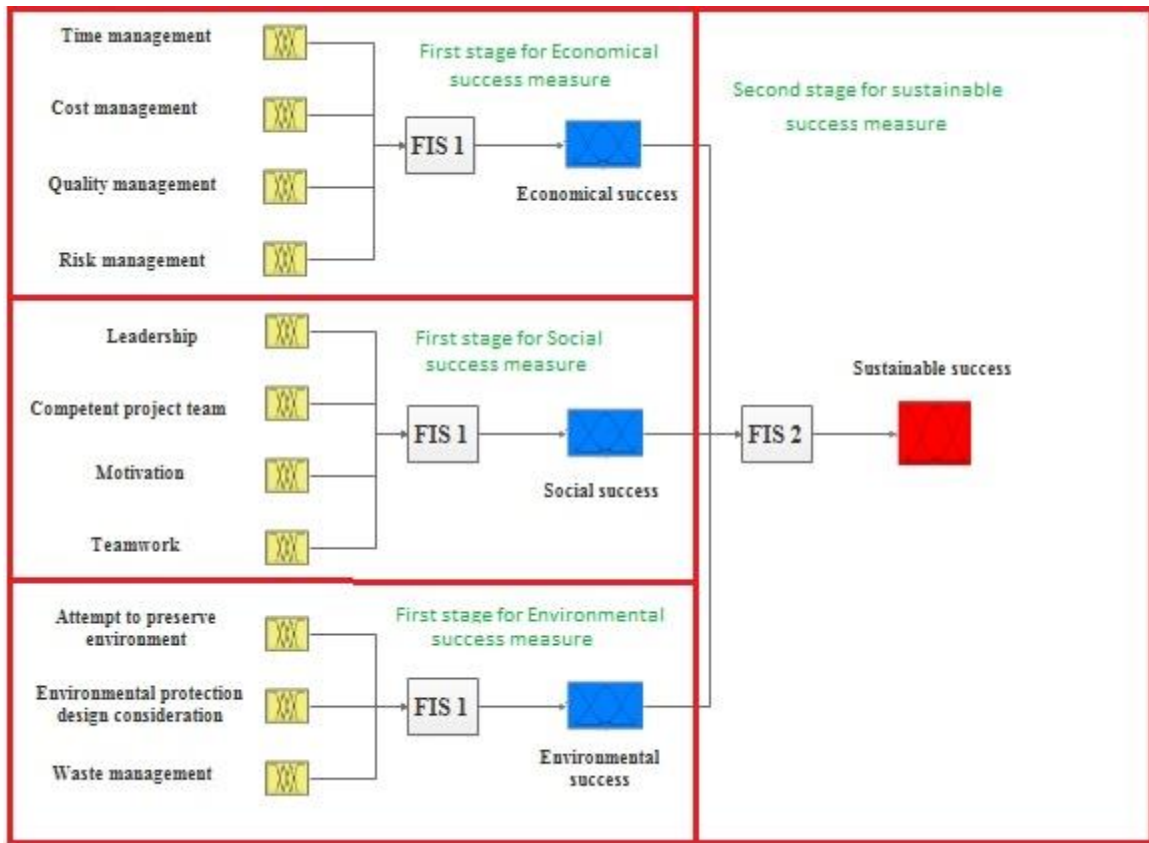 Time management
First stage for Economical
success measure
Cost management
FIS 1
Quality management
Economical success
Risk management
Second stage for sustainable
success measure
Leadership
First stage for Social
success measure
Competent project team
FIS 1
Motivation
Social success
Teamwork
Sustainable success
FIS 2
Attempt to preserve
environment
First stage for Environmental
success measure
Environmental protection
design consideration
FIS 1
Waste management
Environmental
success